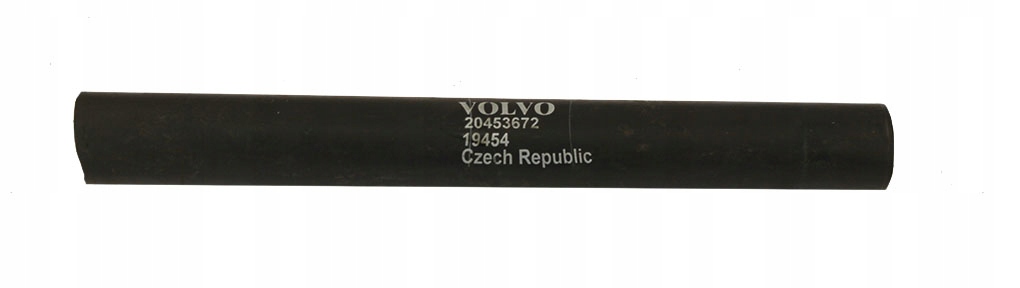 VOLVO
20453672
19454
Czech Republic